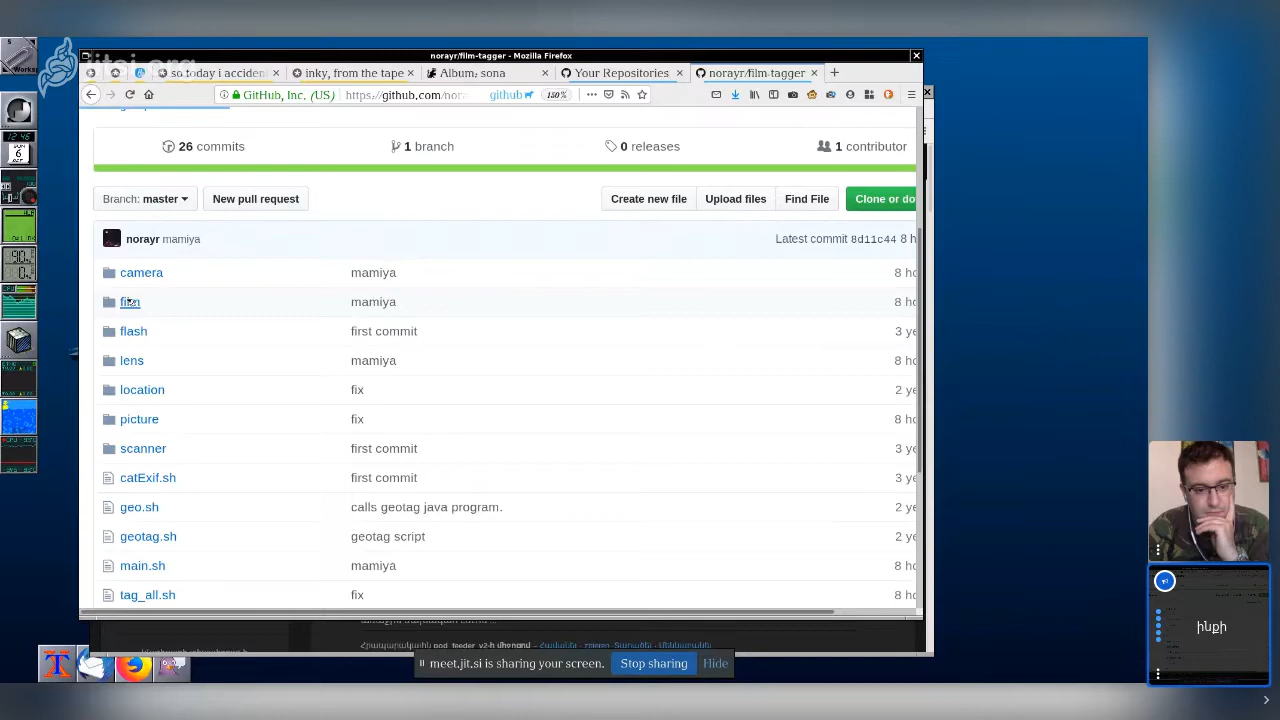 norayr/film-tagger - Mozilla Firefox
so today i acciden
inky, from the tape
Album: sona
Your Repositories
norayr/film-tagger
GitHub, Inc. (US)
https://github.com/nora
github
150%
26 commits
1 branch
0 releases
1 contributor
Branch: master
New pull request
Create new file
Upload files
Find File
Clone or do
norayr mamiya
Latest commit 8d11c44 8 h
camera
mamiya
8 ho
film
mamiya
8 ho
flash
first commit
3 ye
lens
mamiya
8 ho
location
fix
2 ye
picture
fix
8 ho
scanner
first commit
3 ye
catExif.sh
first commit
3 ye
geo.sh
calls geotag java program.
2 ye
geotag.sh
geotag script
2 ye
main.sh
mamiya
8 ho
tag_all.sh
fix
8 ho
meet.jit.si is sharing your screen.
Stop sharing
Hide
ինքի
12:46